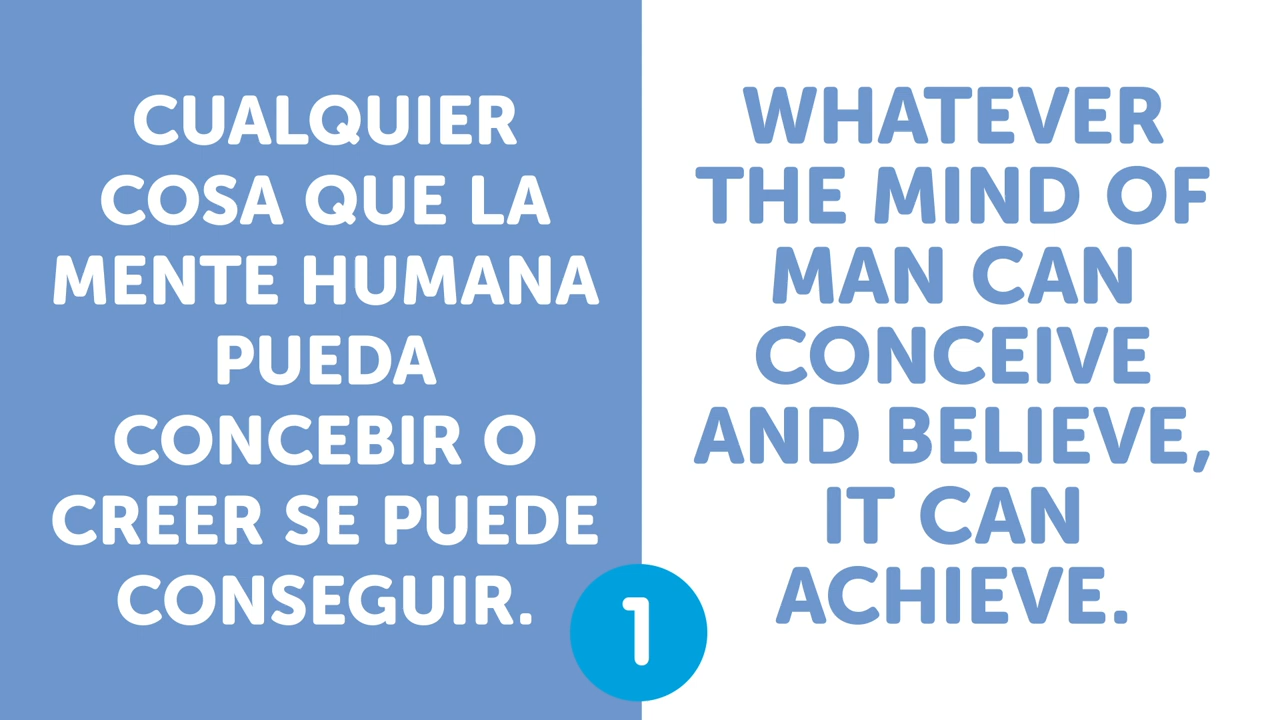 CUALQUIER
COSA QUE LA
MENTE HUMANA
PUEDA
CONCEBIR O
CREER SE PUEDE
CONSEGUIR.
WHATEVER
THE MIND OF
MAN CAN
CONCEIVE
AND BELIEVE,
IT CAN
ACHIEVE.
1